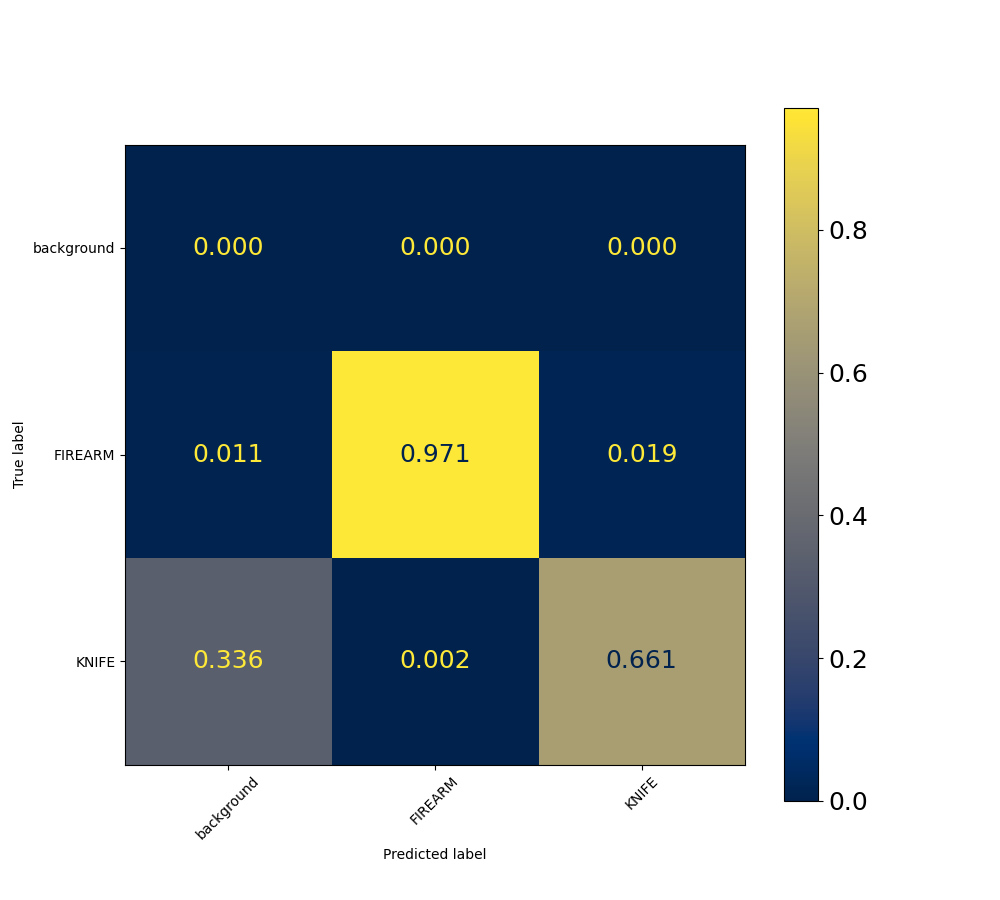 background 0.000 0.000 0.000
FIREARM 0.011 0.971 0.019
KNIFE 0.336 0.002 0.661
True label
background FIREARM KNIFE
Predicted label
0.8
0.6
0.4
0.2
0.0